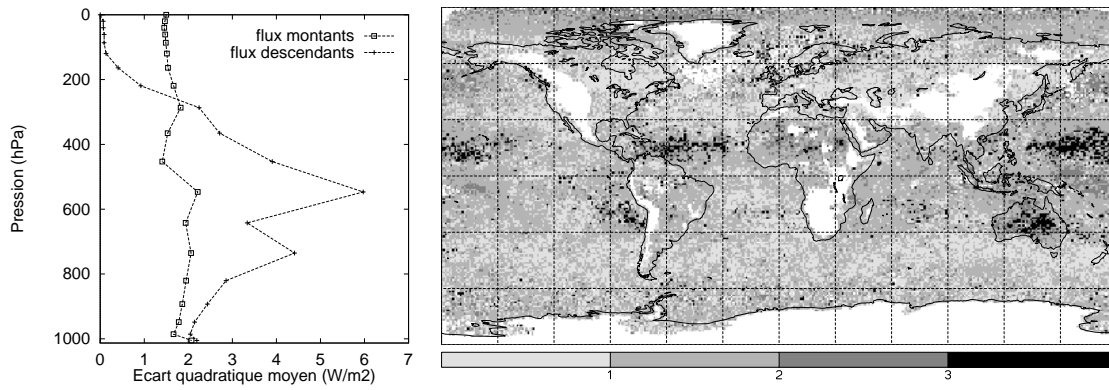 flux montants
flux descendants
Pression (hPa)
0
200
400
600
800
1000
0 1 2 3 4 5 6 7
Ecart quadratique moyen (W/m2)
1 2 3